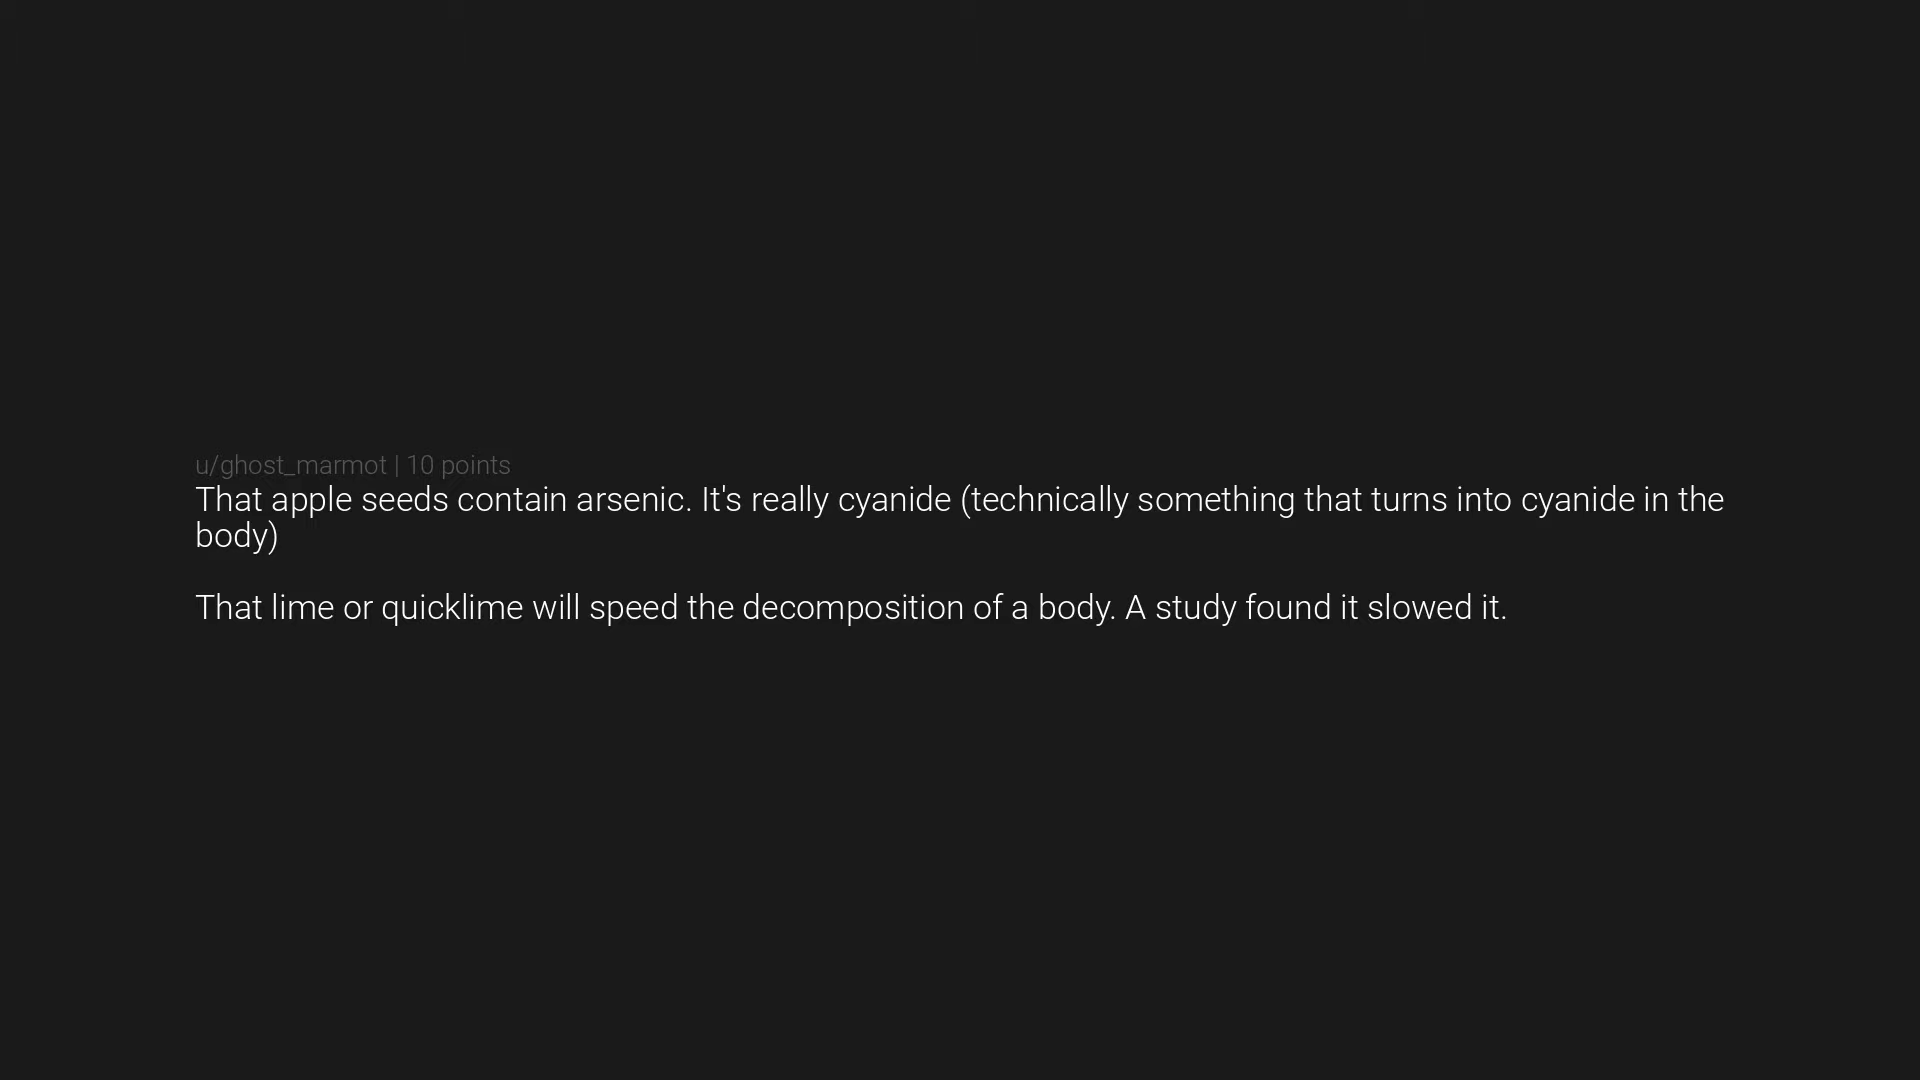 u/ghost_marmot | 10 points
That apple seeds contain arsenic. It's really cyanide (technically something that turns into cyanide in the
body)
That lime or quicklime will speed the decomposition of a body. A study found it slowed it.